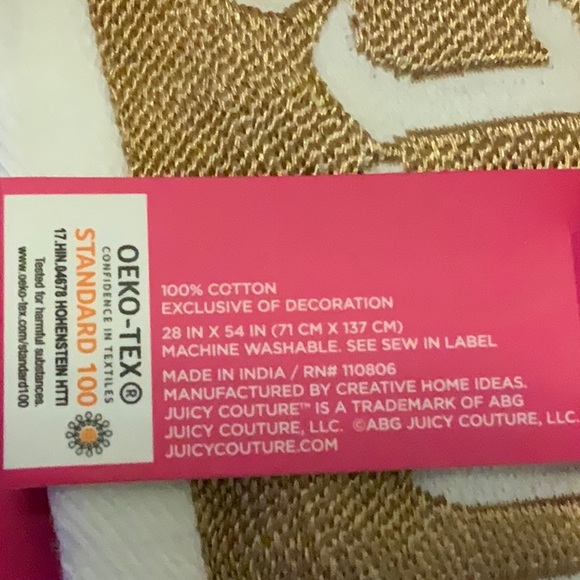 OEKO-TEX®
CONFIDENCE IN TEXTILES
STANDARD 100
17.HIN.04678 HOHENSTEIN HTTI
Tested for harmful substances.
www.oeko-tex.com/standard100
100% COTTON
EXCLUSIVE OF DECORATION
28 IN X 54 IN (71 CM X 137 CM)
MACHINE WASHABLE. SEE SEW IN LABEL
MADE IN INDIA / RN# 110806
MANUFACTURED BY CREATIVE HOME IDEAS.
JUICY COUTURE™ IS A TRADEMARK OF ABG
JUICY COUTURE, LLC. ©ABG JUICY COUTURE, LLC.
JUICYCOUTURE.COM